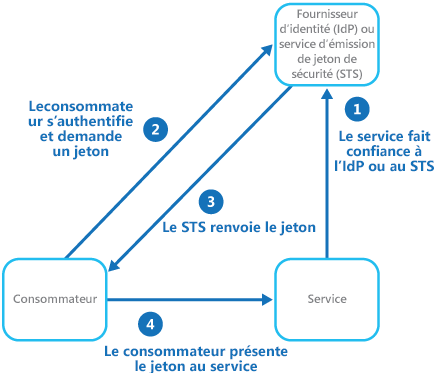 Fournisseur
d'identité (IdP) ou
service d'émission
de jeton de
sécurité (STS)
1
Le service fait
confiance à
l'IdP ou au STS
Leconsommate
ur s'authentifie
et demande
un jeton
2
3
Le STS renvoie le jeton
Consommateur
Service
4
Le consommateur présente
le jeton au service